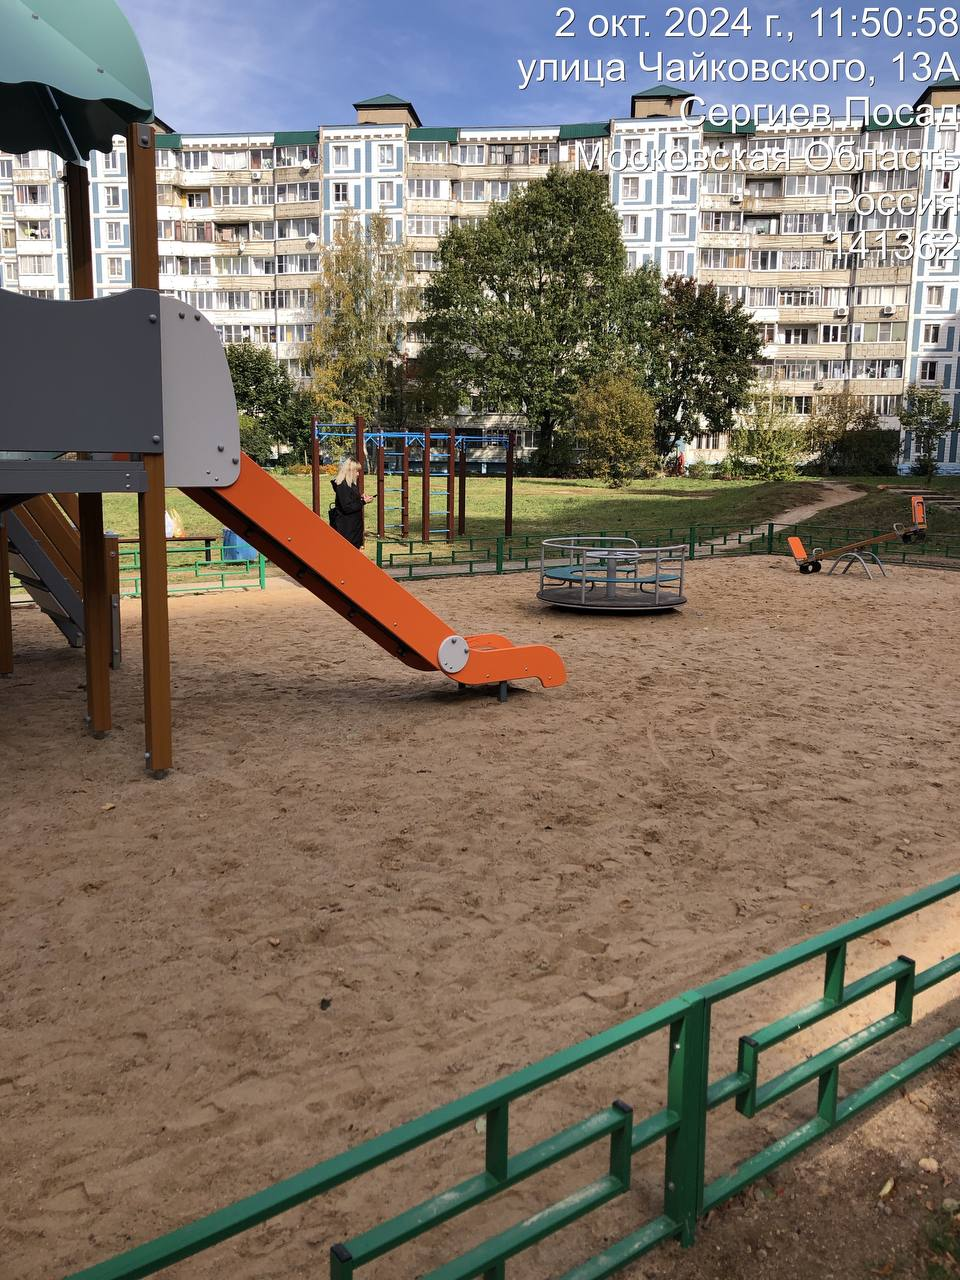 2 окт. 2024 г., 11:50:58
улица Чайковского, 13А
Сергиев Посад
Московская Область
Россия
141362